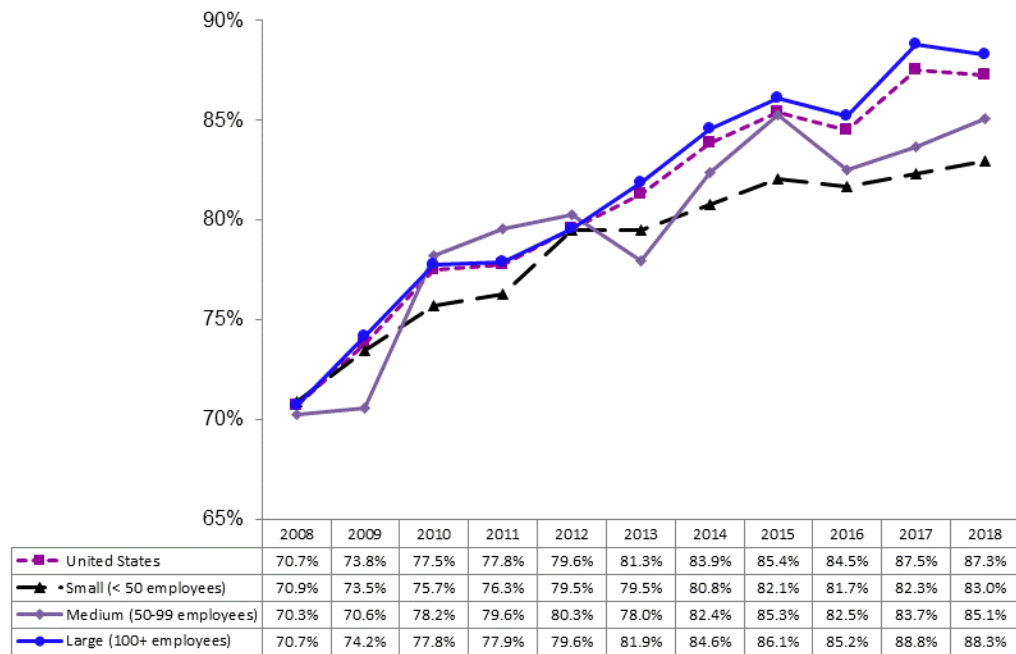 90%
85%
80%
75%
70%
65%
2008 2009 2010 2011 2012 2013 2014 2015 2016 2017 2018
United States 70.7% 73.8% 77.5% 77.8% 79.6% 81.3% 83.9% 85.4% 84.5% 87.5% 87.3%
Small (< 50 employees) 70.9% 73.5% 75.7% 76.3% 79.5% 79.5% 80.8% 82.1% 81.7% 82.3% 83.0%
Medium (50-99 employees) 70.3% 70.6% 78.2% 79.6% 80.3% 78.0% 82.4% 85.3% 82.5% 83.7% 85.1%
Large (100+ employees) 70.7% 74.2% 77.8% 77.9% 79.6% 81.9% 84.6% 86.1% 85.2% 88.8% 88.3%